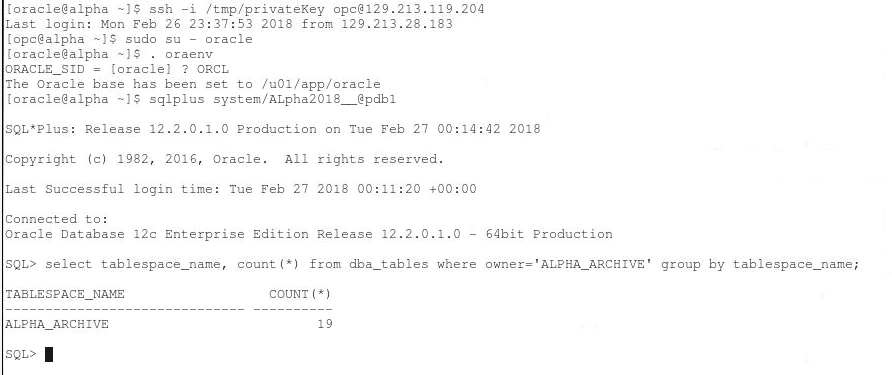 [oracle@alpha ~]$ ssh -i /tmp/privateKey opc@129.213.119.204
Last login: Mon Feb 26 23:37:53 2018 from 129.213.28.183
[opc@alpha ~]$ sudo su - oracle
[oracle@alpha ~]$ . oraenv
ORACLE_SID = [oracle] ? ORCL
The Oracle base has been set to /u01/app/oracle
[oracle@alpha ~]$ sqlplus system/ALpha2018__@pdb1
SQL*Plus: Release 12.2.0.1.0 Production on Tue Feb 27 00:14:42 2018
Copyright (c) 1982, 2016, Oracle.  All rights reserved.
Last Successful login time: Tue Feb 27 2018 00:11:20 +00:00
Connected to:
Oracle Database 12c Enterprise Edition Release 12.2.0.1.0 - 64bit Production
SQL> select tablespace_name, count(*) from dba_tables where owner='ALPHA_ARCHIVE' group by tablespace_name;
TABLESPACE_NAME                  COUNT(*)
------------------------------ ----------
ALPHA_ARCHIVE                          19
SQL>